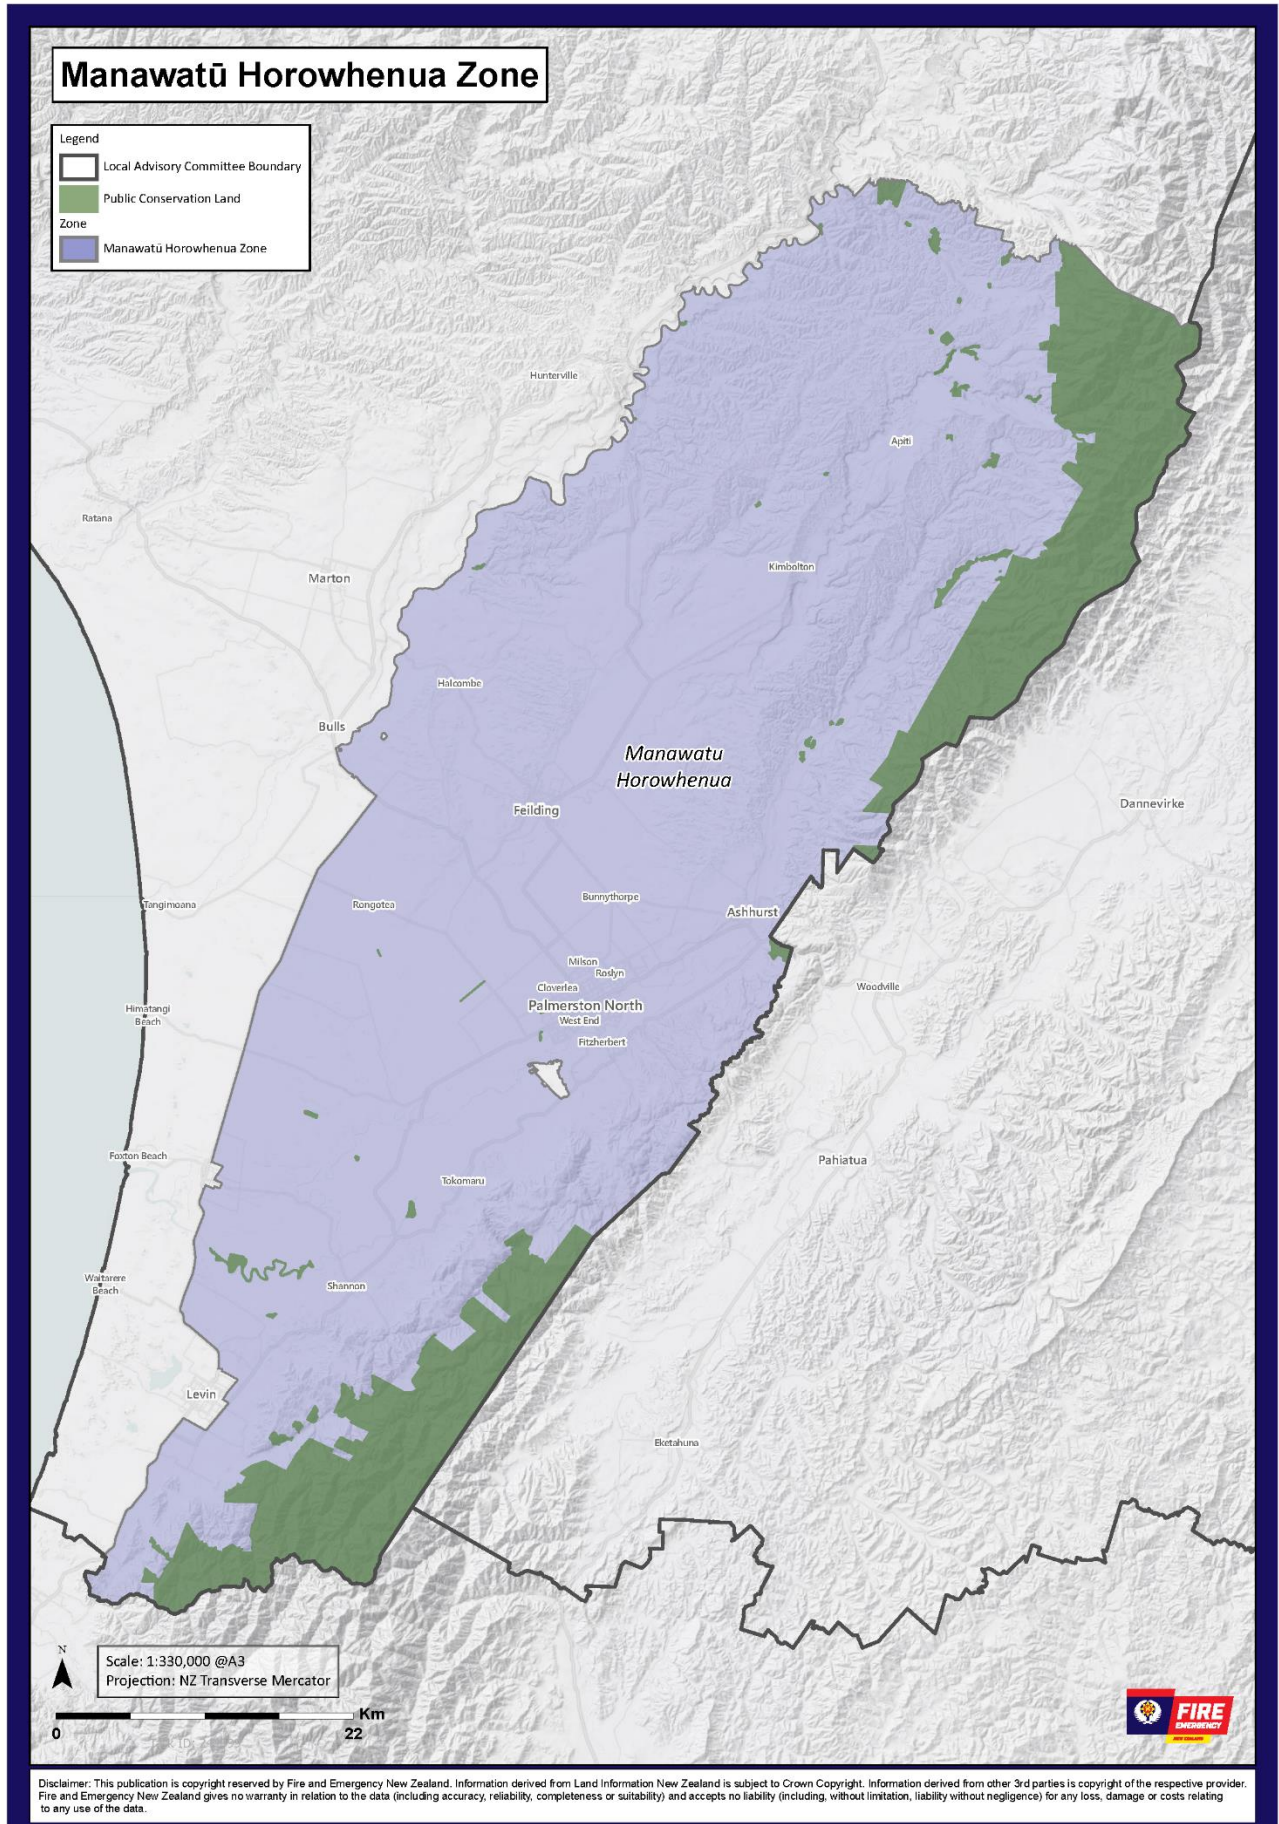 Manawatū Horowhenua Zone
Legend
Local Advisory Committee Boundary
Public Conservation Land
Zone
Manawatū Horowhenua Zone
Hunterville
Apiti
Ratana
Marton
Kimbolton
Halcombe
Bulls
Manawatu
Horowhenua
Feilding
Dannevirke
Tangimoana
Rongotea
Bunnythorpe
Ashhurst
Milson
Roslyn
Cloverlea
Woodville
Palmerston North
Himatangi
Beach
West End
Fitzherbert
Foxton Beach
Pahiatua
Tokomaru
Waitarere
Beach
Shannon
Levin
Eketahuna
N
Scale: 1:330,000 @A3
Projection: NZ Transverse Mercator
Km
0 22
FIRE
EMERGENCY
NEW ZEALAND
Disclaimer: This publication is copyright reserved by Fire and Emergency New Zealand. Information derived from Land Information New Zealand is subject to Crown Copyright. Information derived from other 3rd parties is copyright of the respective provider.
Fire and Emergency New Zealand gives no warranty in relation to the data (including accuracy, reliability, completeness or suitability) and accepts no liability (including, without limitation, liability without negligence) for any loss, damage or costs relating
to any use of the data.